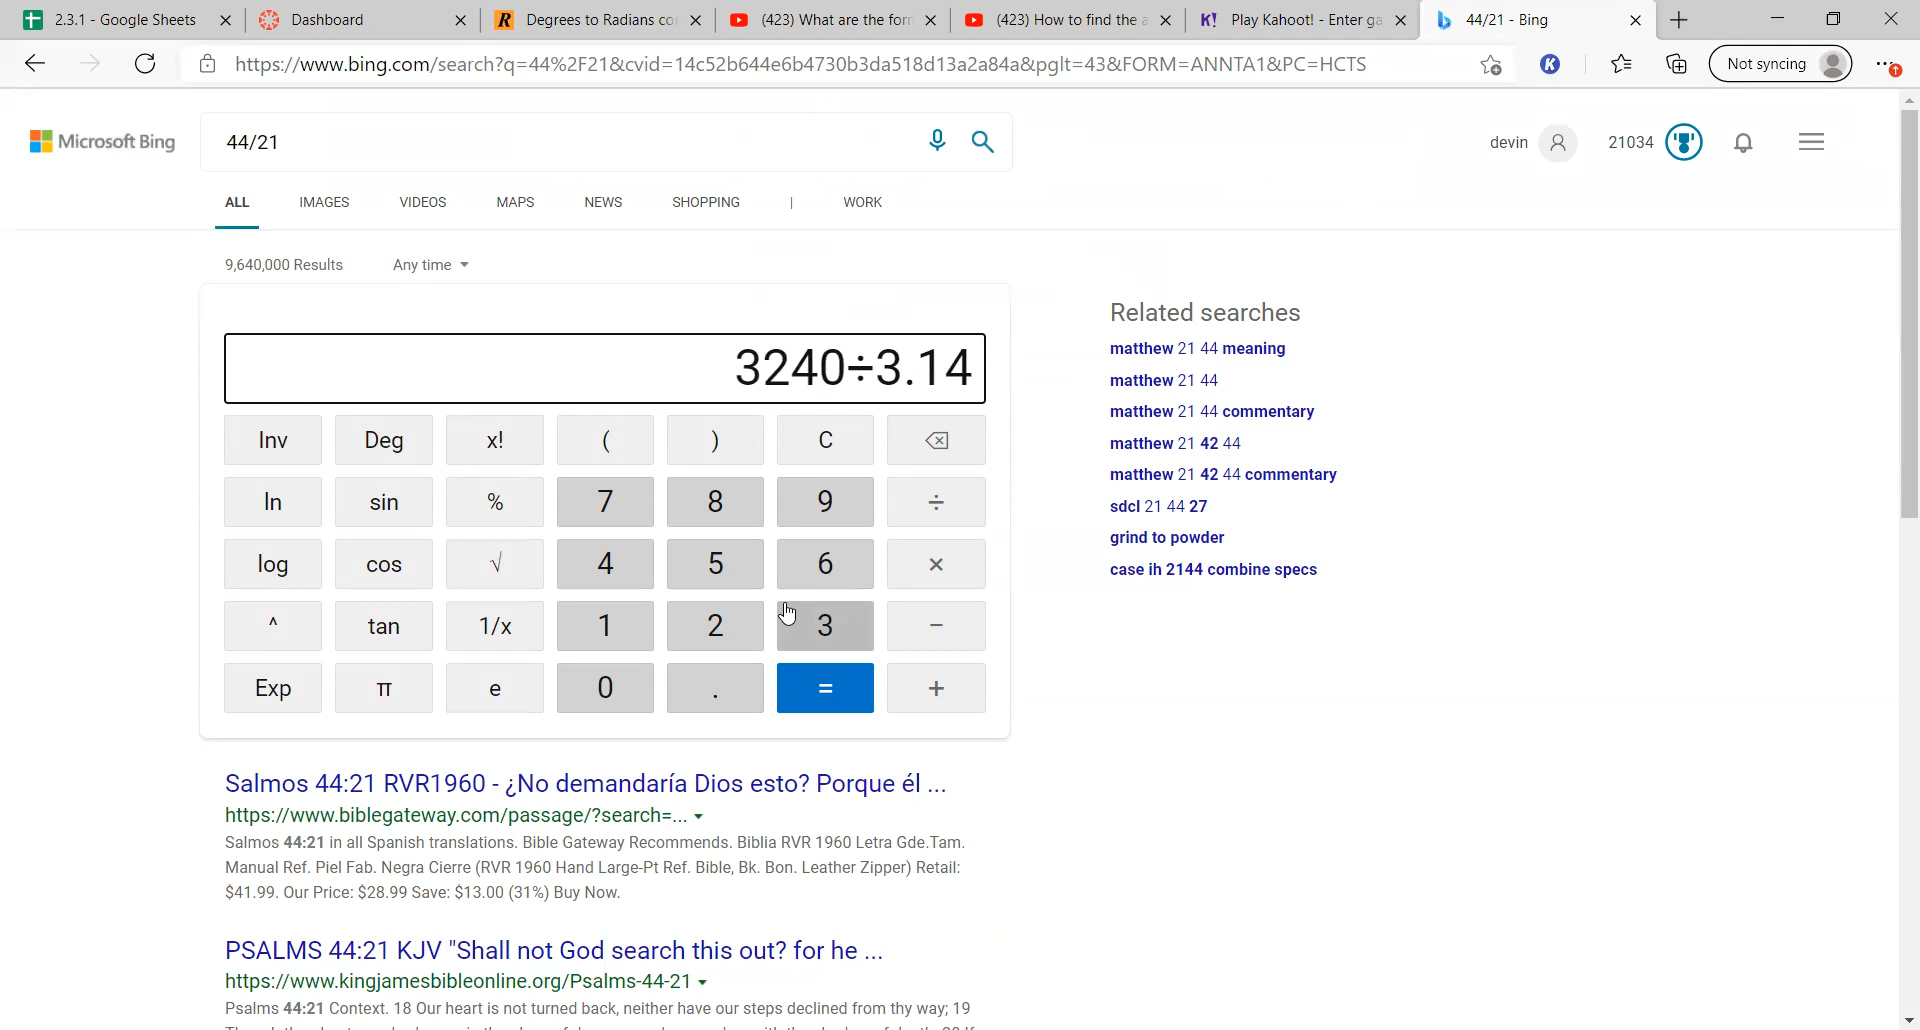 2.3.1 - Google Sheets
Dashboard
Degrees to Radians co
(423) What are the for
(423) How to find the a
K! Play Kahoot! - Enter ga
44/21 - Bing
https://www.bing.com/search?q=44%2F21&cvid=14c52b644e6b4730b3da518d13a2a84a&pglt=43&FORM=ANNTA1&PC=HCTS
Not syncing
Microsoft Bing
44/21
devin
21034
ALL IMAGES VIDEOS MAPS NEWS SHOPPING | WORK
9,640,000 Results Any time
3240÷3.14
Inv Deg x! ( ) C
ln sin % 7 8 9 ÷
log cos √ 4 5 6 ×
^ tan 1/x 1 2 3 −
Exp π e 0 . = +
Related searches
matthew 21 44 meaning
matthew 21 44
matthew 21 44 commentary
matthew 21 42 44
matthew 21 42 44 commentary
sdcl 21 44 27
grind to powder
case ih 2144 combine specs
Salmos 44:21 RVR1960 - ¿No demandaría Dios esto? Porque él ...
https://www.biblegateway.com/passage/?search=...
Salmos 44:21 in all Spanish translations. Bible Gateway Recommends. Biblia RVR 1960 Letra Gde.Tam.
Manual Ref. Piel Fab. Negra Cierre (RVR 1960 Hand Large-Pt Ref. Bible, Bk. Bon. Leather Zipper) Retail:
$41.99. Our Price: $28.99 Save: $13.00 (31%) Buy Now.
PSALMS 44:21 KJV "Shall not God search this out? for he ...
https://www.kingjamesbibleonline.org/Psalms-44-21
Psalms 44:21 Context. 18 Our heart is not turned back, neither have our steps declined from thy way; 19